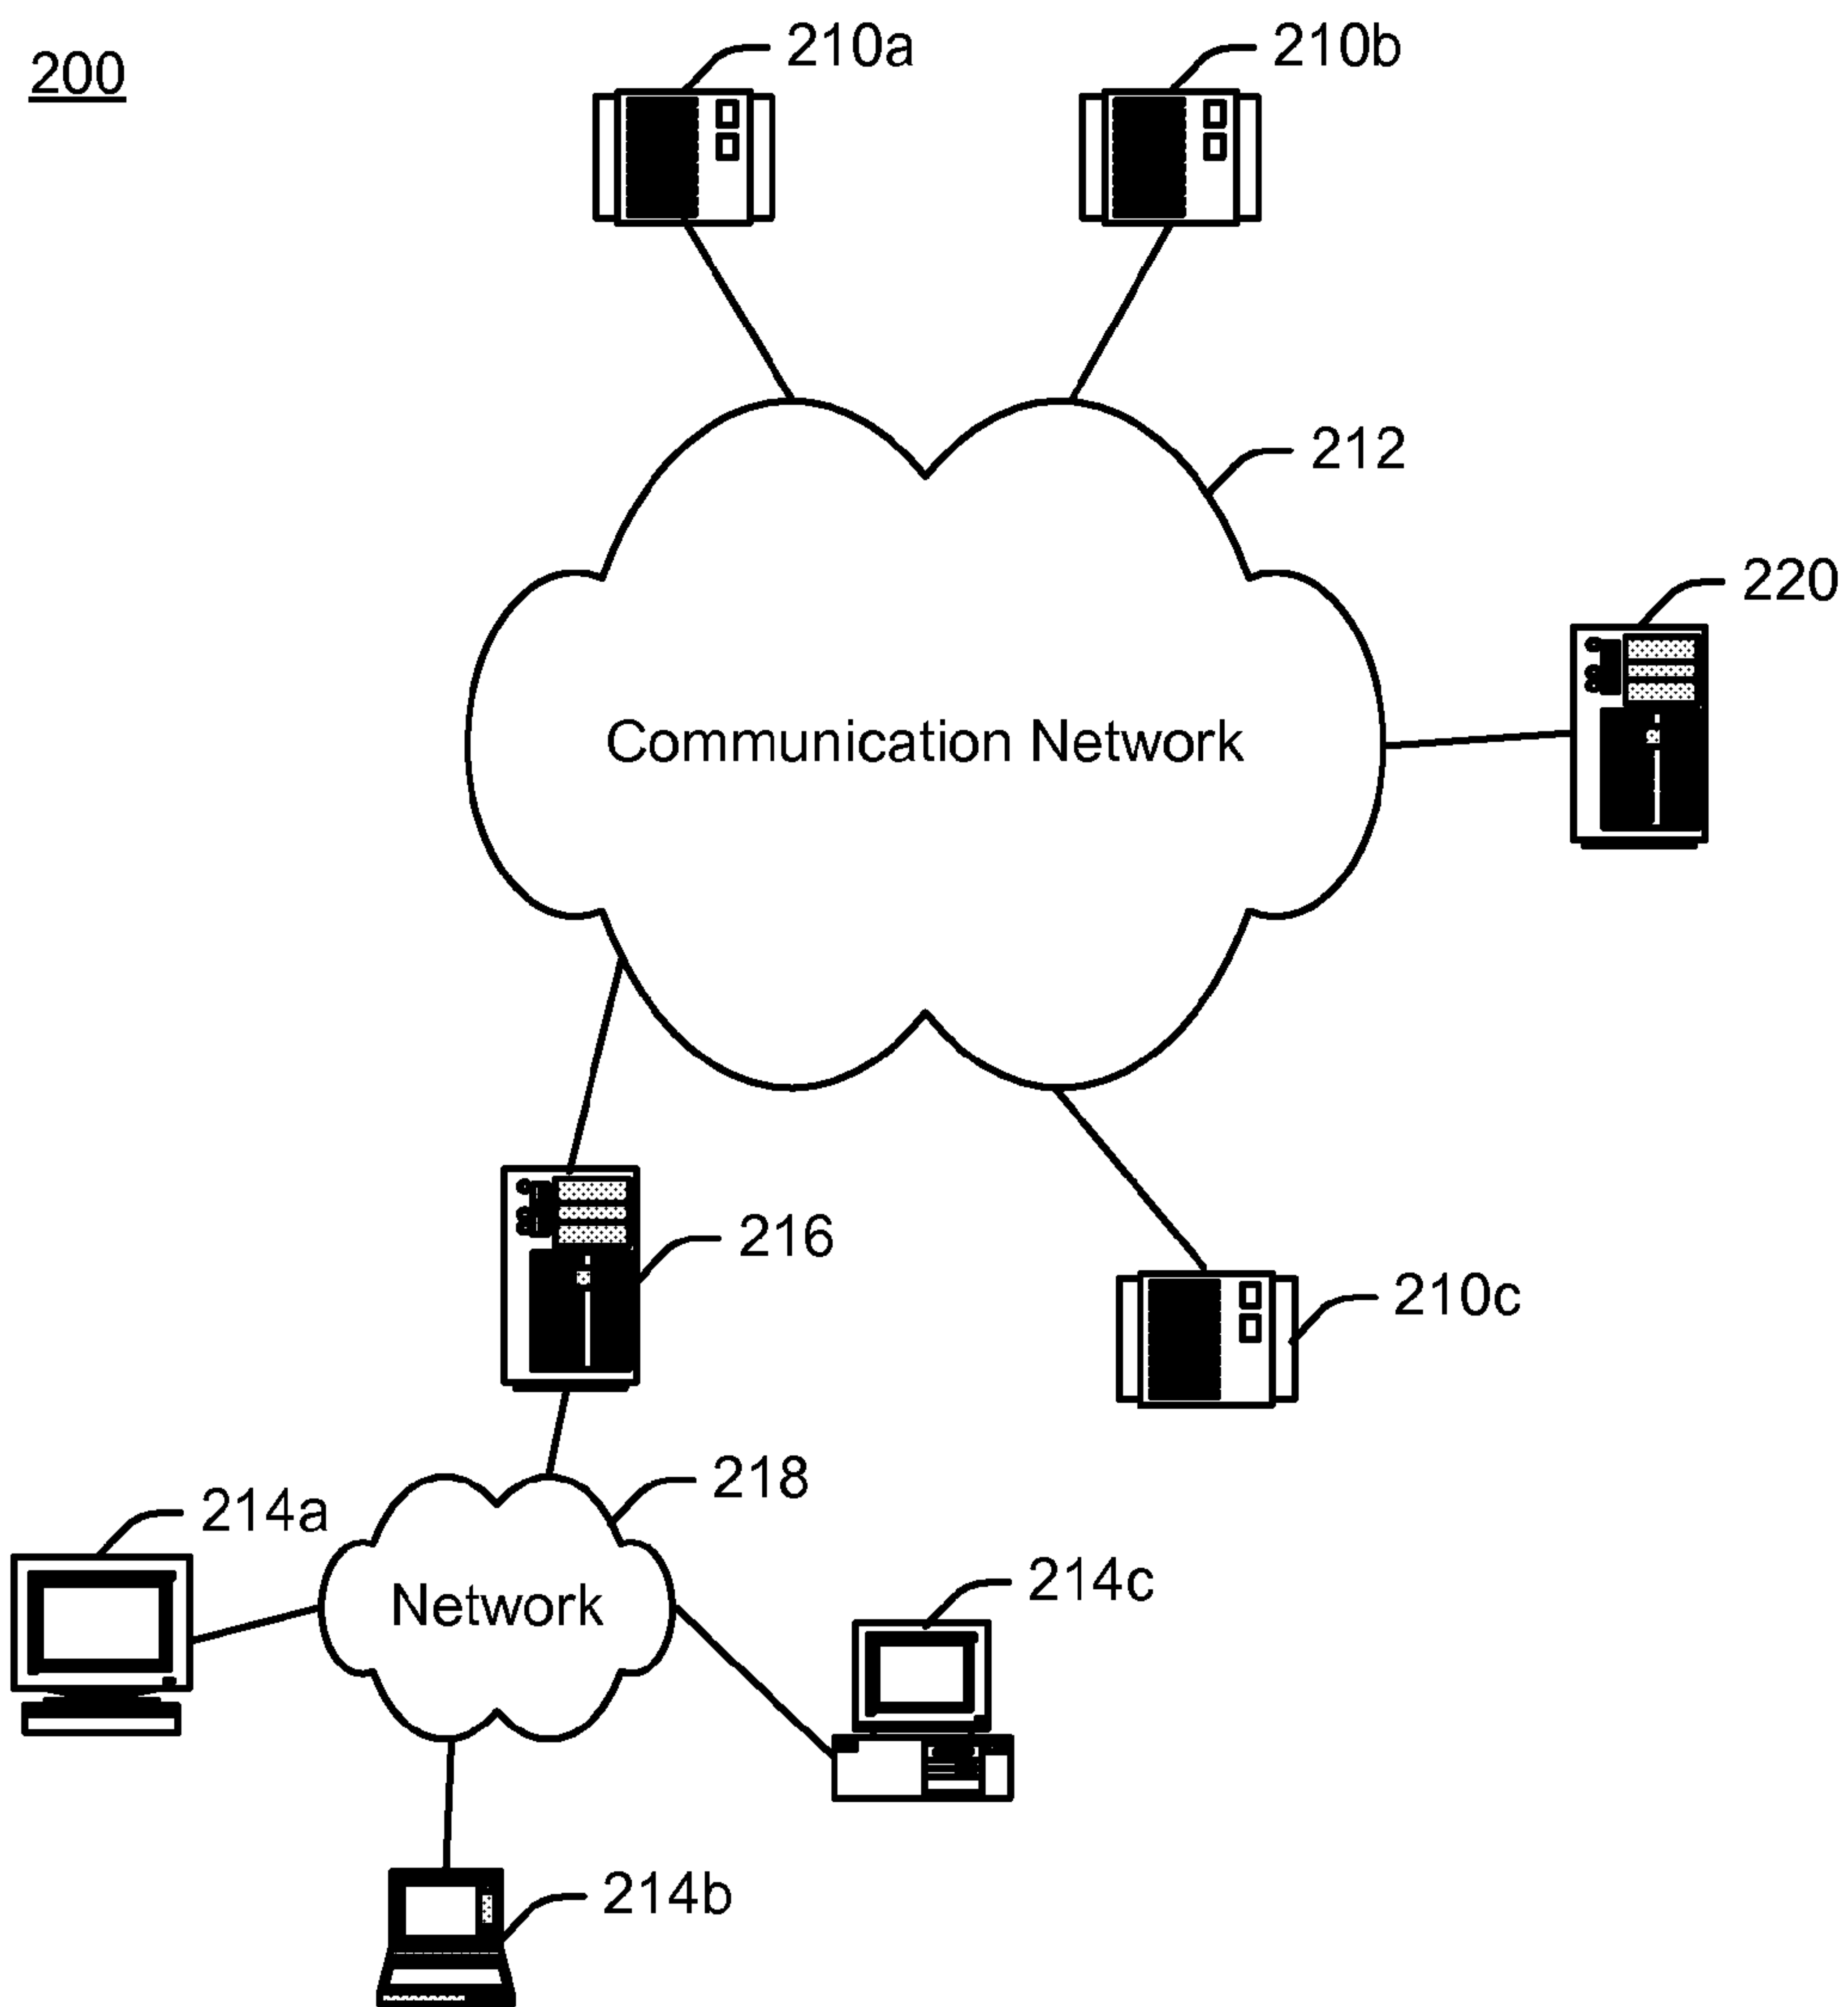 200
210a
210b
212
220
Communication Network
216
210c
218
214a
214c
Network
214b